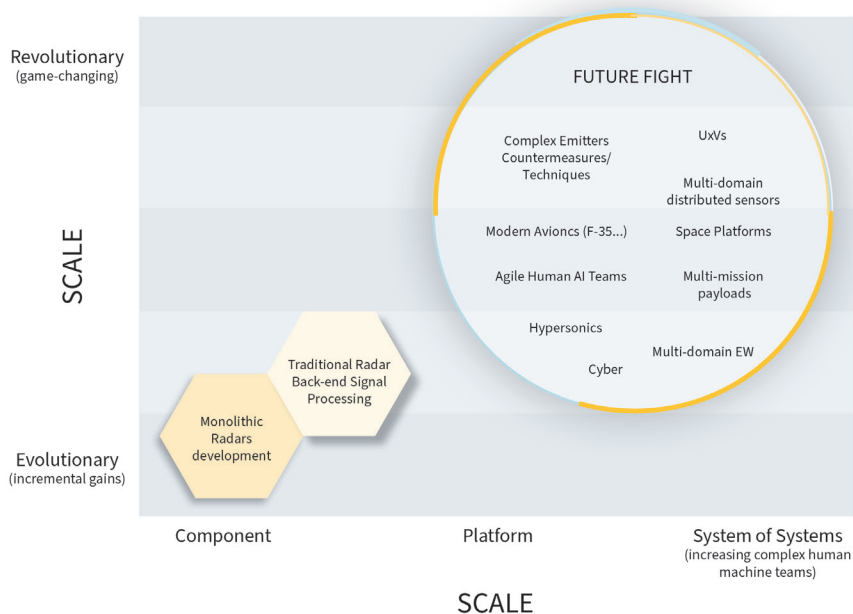 Revolutionary
(game-changing)
SCALE
Evolutionary
(incremental gains)
FUTURE FIGHT
Complex Emitters
Countermeasures/
Techniques
UxVs
Multi-domain
distributed sensors
Modern Avioncs (F-35...)
Space Platforms
Agile Human AI Teams
Multi-mission
payloads
Hypersonics
Multi-domain EW
Cyber
Traditional Radar
Back-end Signal
Processing
Monolithic
Radars
development
Component
Platform
System of Systems
(increasing complex human
machine teams)
SCALE